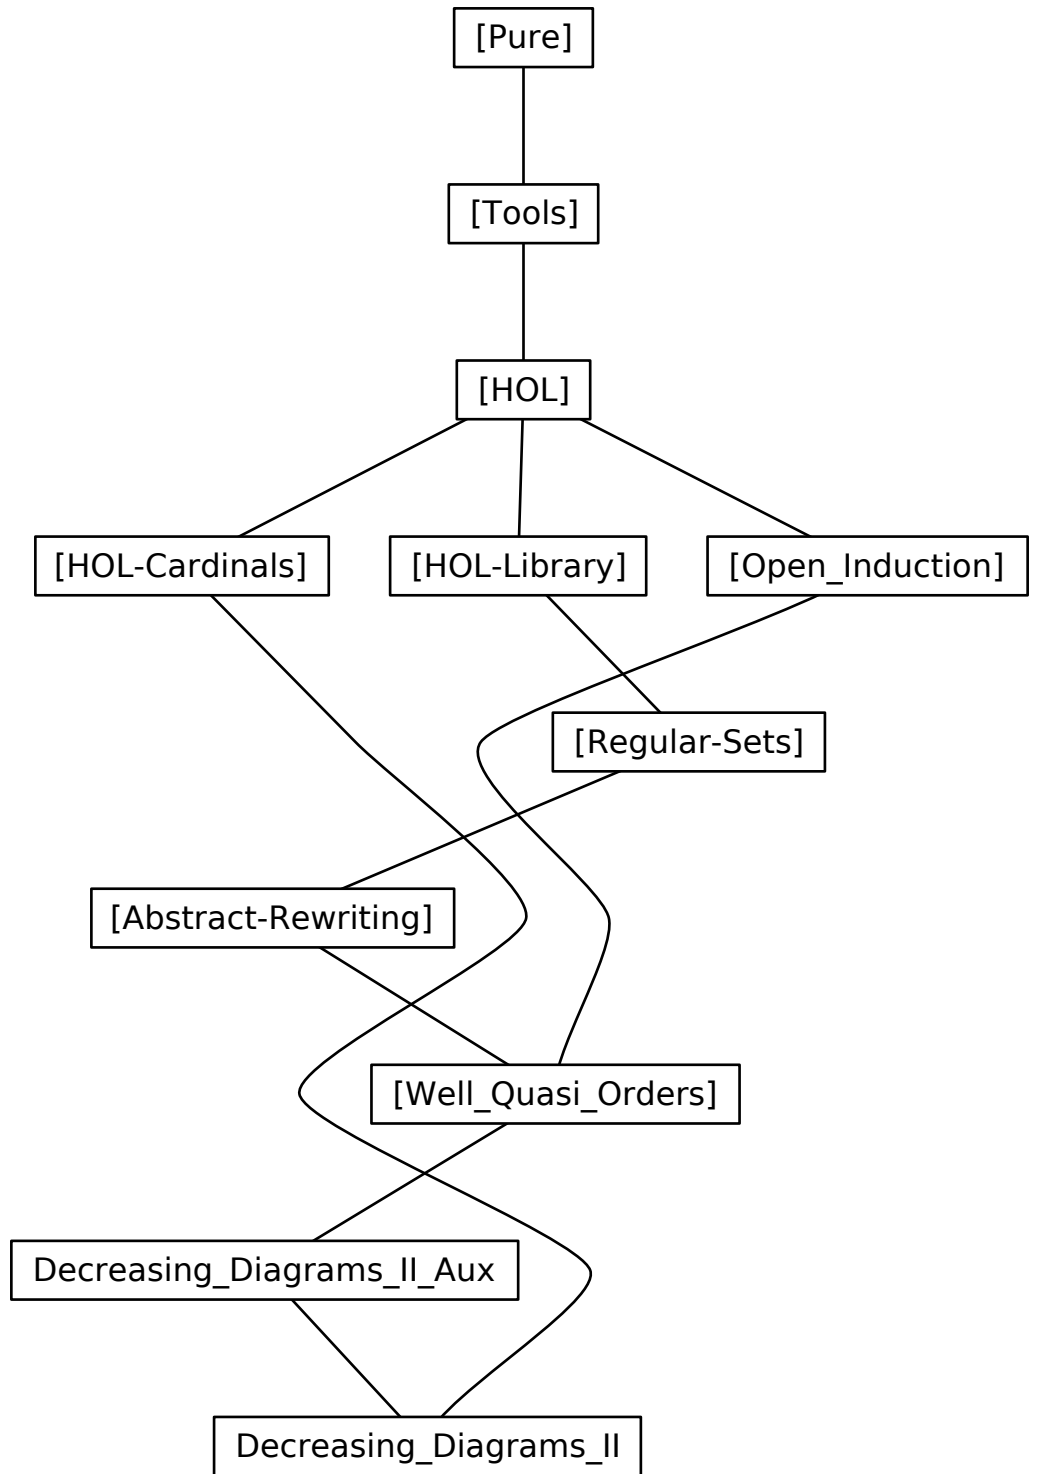 [Pure]
[Tools]
[HOL]
[HOL-Cardinals]
[HOL-Library]
[Open_Induction]
[Regular-Sets]
[Abstract-Rewriting]
[Well_Quasi_Orders]
Decreasing_Diagrams_II_Aux
Decreasing_Diagrams_II